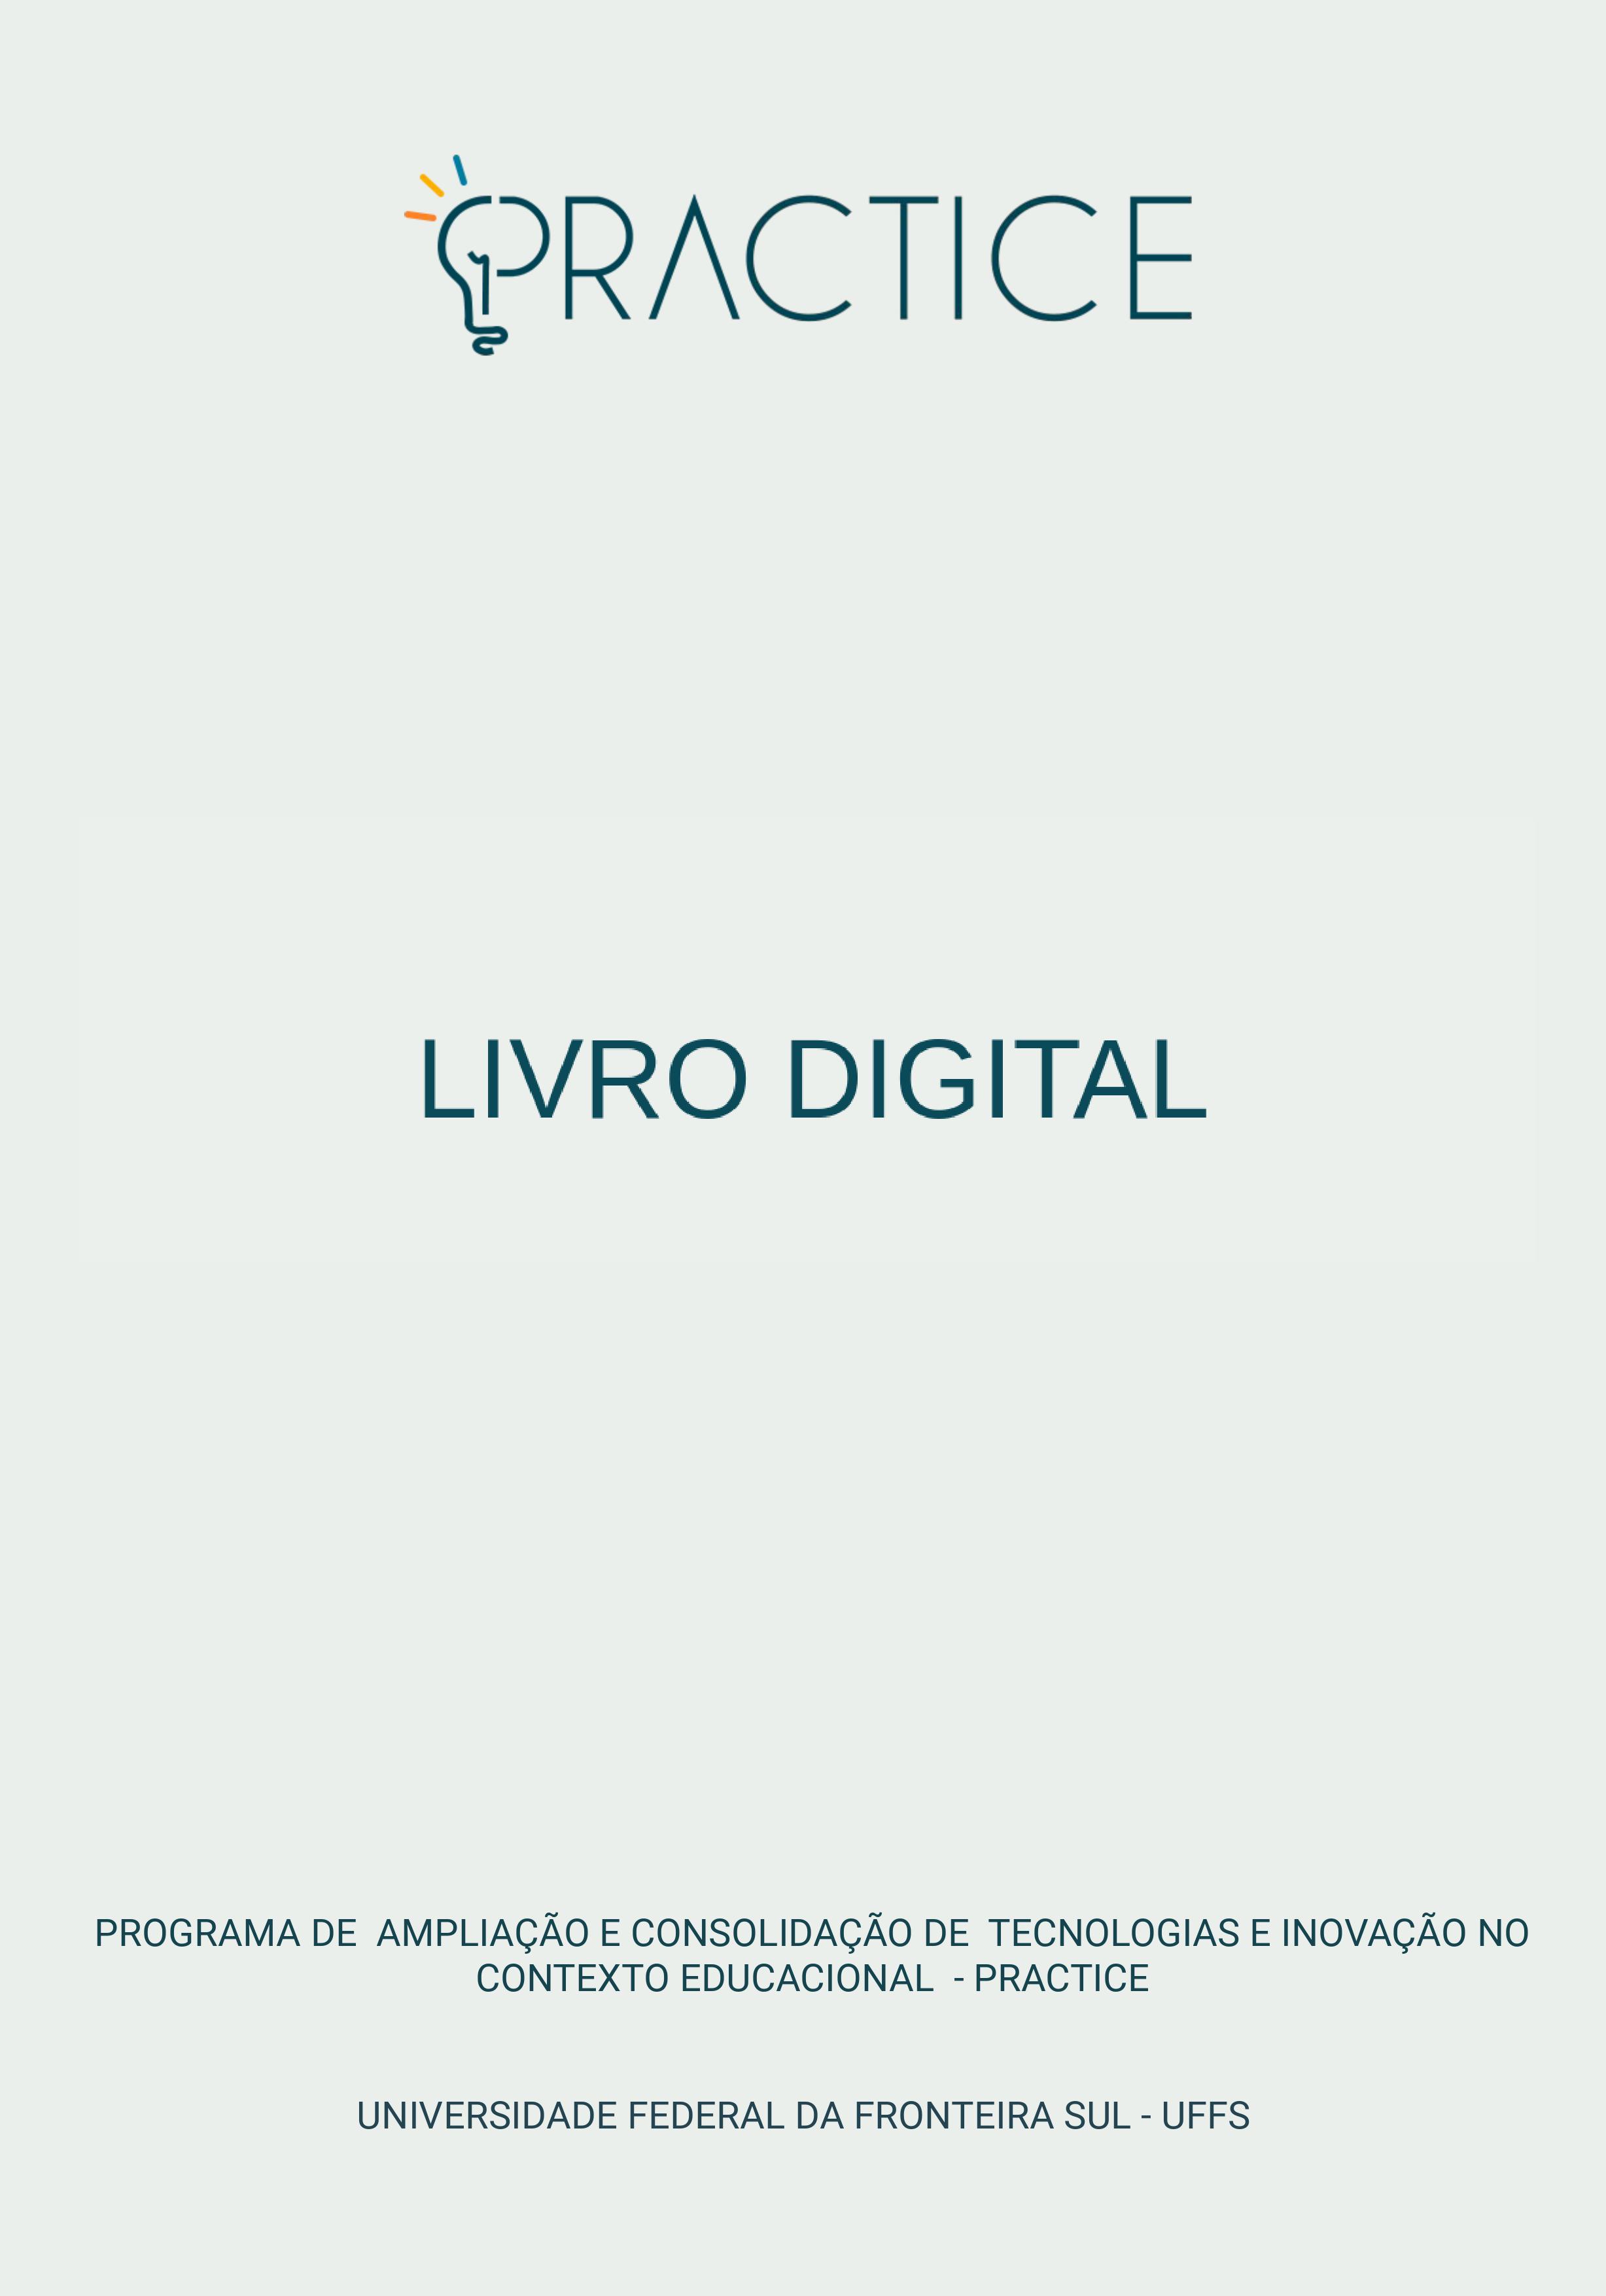 PRACTICE
LIVRO DIGITAL
PROGRAMA DE  AMPLIAÇÃO E CONSOLIDAÇÃO DE  TECNOLOGIAS E INOVAÇÃO NO
CONTEXTO EDUCACIONAL  - PRACTICE
UNIVERSIDADE FEDERAL DA FRONTEIRA SUL - UFFS